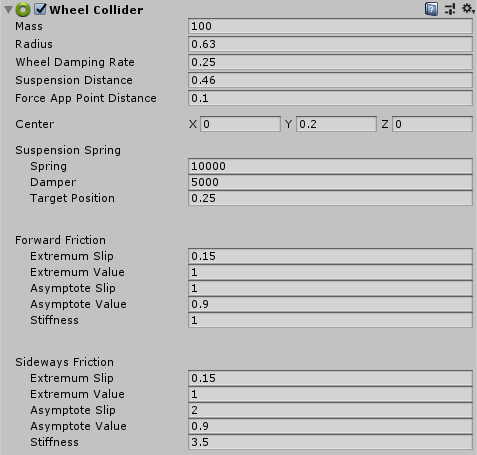 Wheel Collider
Mass 100
Radius 0.63
Wheel Damping Rate 0.25
Suspension Distance 0.46
Force App Point Distance 0.1
Center X 0 Y 0.2 Z 0
Suspension Spring
Spring 10000
Damper 5000
Target Position 0.25
Forward Friction
Extremum Slip 0.15
Extremum Value 1
Asymptote Slip 1
Asymptote Value 0.9
Stiffness 1
Sideways Friction
Extremum Slip 0.15
Extremum Value 1
Asymptote Slip 2
Asymptote Value 0.9
Stiffness 3.5